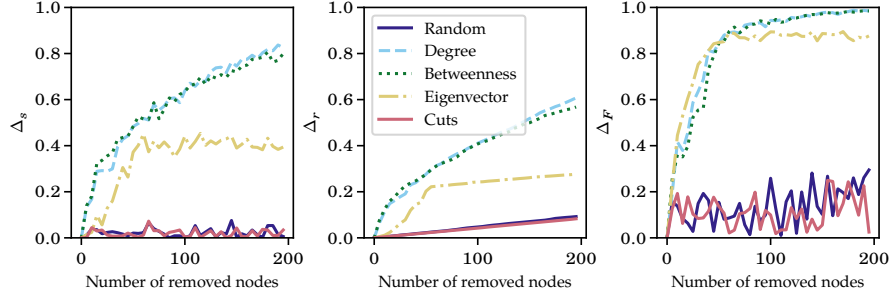 Δs
1.0
0.8
0.6
0.4
0.2
0.0
0
100
200
Number of removed nodes
Δr
1.0
0.8
0.6
0.4
0.2
0.0
0
100
200
Number of removed nodes
Random
Degree
Betweenness
Eigenvector
Cuts
ΔF
1.0
0.8
0.6
0.4
0.2
0.0
0
100
200
Number of removed nodes